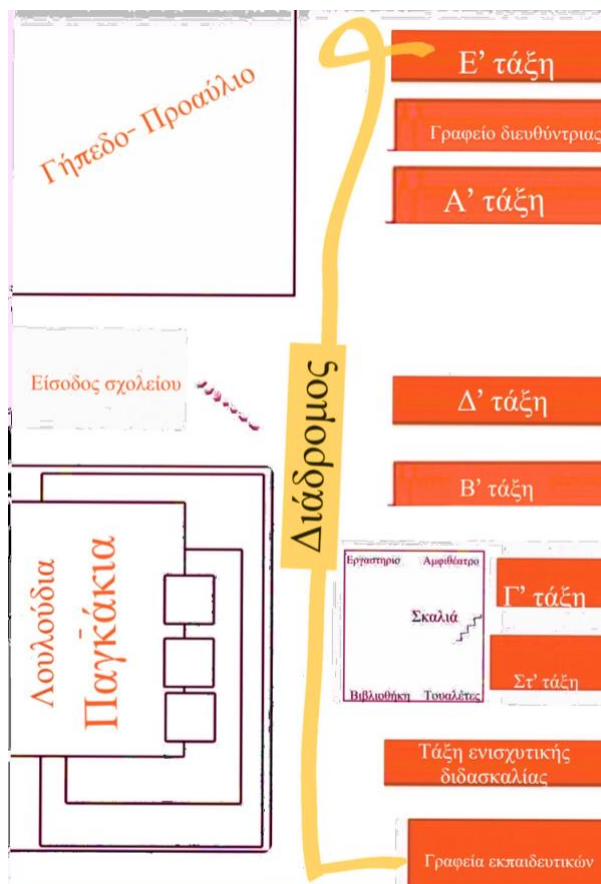 Ε' τάξη
Γραφείο διευθύντριας
Α' τάξη
Γήπεδο- Προαύλιο
Είσοδος σχολείου
Διάδρομος
Δ' τάξη
Β' τάξη
Λουλούδια
Παγκάκια
Εργαστηρίο Αμφιθέατρο
Σκαλιά
Βιβλιοθήκη Τουαλέτες
Γ' τάξη
Στ' τάξη
Τάξη ενισχυτικής
διδασκαλίας
Γραφεία εκπαιδευτικών